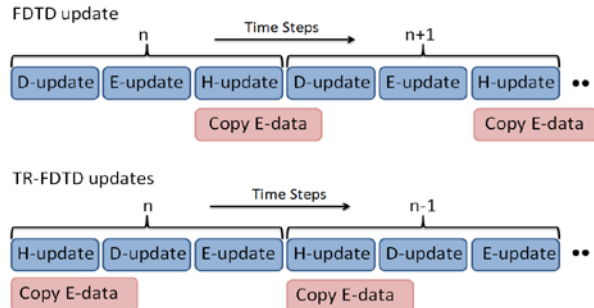 FDTD update
n Time Steps n+1
D-update E-update H-update D-update E-update H-update
Copy E-data Copy E-data
TR-FDTD updates
n Time Steps n-1
H-update D-update E-update H-update D-update E-update
Copy E-data Copy E-data